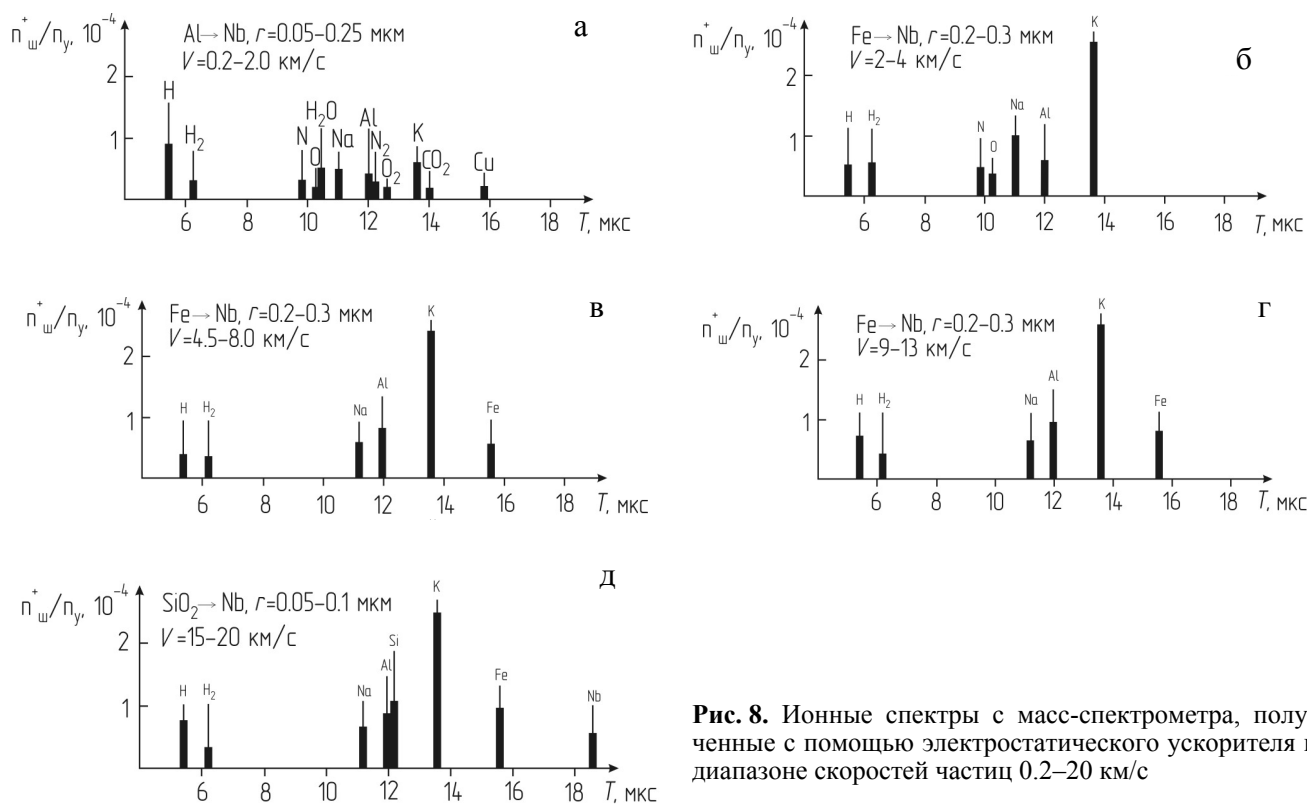 а
n⁺ш/nу, 10⁻⁴
Al→Nb, r=0.05–0.25 мкм
V=0.2–2.0 км/с
2
1
H
H₂
N
O
H₂O
Na
Al
N₂
O₂
K
CO₂
Cu
6 8 10 12 14 16 18 T, мкс
б
n⁺ш/nу, 10⁻⁴
Fe→Nb, r=0.2–0.3 мкм
V=2–4 км/с
2
1
H
H₂
N
O
Na
Al
K
6 8 10 12 14 16 18 T, мкс
в
n⁺ш/nу, 10⁻⁴
Fe→Nb, r=0.2–0.3 мкм
V=4.5–8.0 км/с
2
1
H
H₂
Na
Al
K
Fe
6 8 10 12 14 16 18 T, мкс
г
n⁺ш/nу, 10⁻⁴
Fe→Nb, r=0.2–0.3 мкм
V=9–13 км/с
2
1
H
H₂
Na
Al
K
Fe
6 8 10 12 14 16 18 T, мкс
д
n⁺ш/nу, 10⁻⁴
SiO₂→Nb, r=0.05–0.1 мкм
V=15–20 км/с
2
1
H
H₂
Na
Al
Si
K
Fe
Nb
6 8 10 12 14 16 18 T, мкс
Рис. 8. Ионные спектры с масс-спектрометра, полу-
ченные с помощью электростатического ускорителя
диапазоне скоростей частиц 0.2–20 км/с